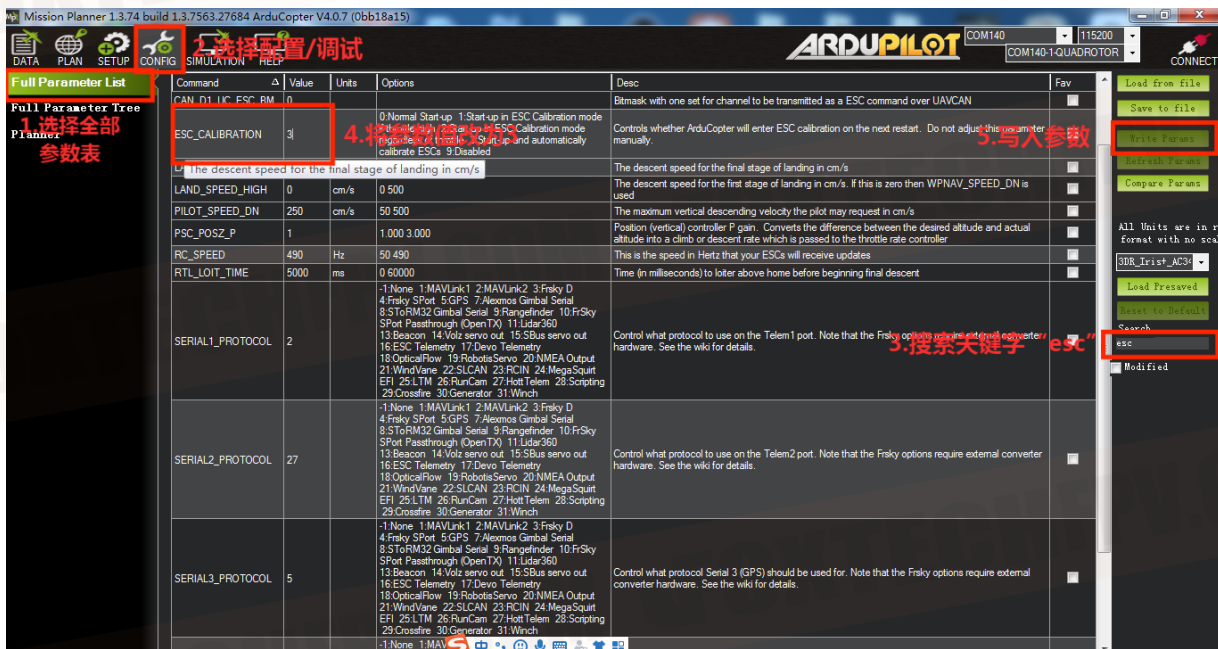 Mission Planner 1.3.74 build 1.3.7563.27684 ArduCopter V4.0.7 (0bb18a15)
DATA PLAN SETUP CONFIG SIMULATION HELP
2.选择配置/调试
ARDUPILOT
COM140 115200
COM140-1-QUADROTOR
CONNECT
Full Parameter List
Full Parameter Tree
Planner
1.选择全部
参数表
Command Value Units Options Desc Fav
CAN_D1_UC_ESC_BM 0 Bitmask with one set for channel to be transmitted as a ESC command over UAVCAN
ESC_CALIBRATION 3
0:Normal Start-up 1:Start-up in ESC Calibration mode
calibrate ESCs 9:Disabled
Controls whether ArduCopter will enter ESC calibration on the next restart. Do not adjust this parameter
manually.
5.写入参数
The descent speed for the final stage of landing in cm/s
The descent speed for the final stage of landing in cm/s
LAND_SPEED_HIGH 0 cm/s 0 500
The descent speed for the first stage of landing in cm/s. If this is zero then WPNAV_SPEED_DN is
used
PILOT_SPEED_DN 250 cm/s 50 500 The maximum vertical descending velocity the pilot may request in cm/s
PSC_POSZ_P 1 1.000 3.000
Position (vertical) controller P gain. Converts the difference between the desired altitude and actual
altitude into a climb or descent rate which is passed to the throttle rate controller
RC_SPEED 490 Hz 50 490 This is the speed in Hertz that your ESCs will receive updates
RTL_LOIT_TIME 5000 ms 0 60000 Time (in milliseconds) to loiter above home before beginning final descent
SERIAL1_PROTOCOL 2
-1:None 1:MAVLink1 2:MAVLink2 3:Frsky D
4:Frsky SPort 5:GPS 7:Alexmos Gimbal Serial
8:SToRM32 Gimbal Serial 9:Rangefinder 10:FrSky
SPort Passthrough (OpenTX) 11:Lidar360
13:Beacon 14:Volz servo out 15:SBus servo out
16:ESC Telemetry 17:Devo Telemetry
18:OpticalFlow 19:RobotisServo 20:NMEA Output
21:WindVane 22:SLCAN 23:RCIN 24:MegaSquirt
EFI 25:LTM 26:RunCam 27:HottTelem 28:Scripting
29:Crossfire 30:Generator 31:Winch
Control what protocol to use on the Telem1 port. Note that the Frsky options require external converter
hardware. See the wiki for details.
搜索关键字 “esc”
SERIAL2_PROTOCOL 27
-1:None 1:MAVLink1 2:MAVLink2 3:Frsky D
4:Frsky SPort 5:GPS 7:Alexmos Gimbal Serial
8:SToRM32 Gimbal Serial 9:Rangefinder 10:FrSky
SPort Passthrough (OpenTX) 11:Lidar360
13:Beacon 14:Volz servo out 15:SBus servo out
16:ESC Telemetry 17:Devo Telemetry
18:OpticalFlow 19:RobotisServo 20:NMEA Output
21:WindVane 22:SLCAN 23:RCIN 24:MegaSquirt
EFI 25:LTM 26:RunCam 27:HottTelem 28:Scripting
29:Crossfire 30:Generator 31:Winch
Control what protocol to use on the Telem2 port. Note that the Frsky options require external converter
hardware. See the wiki for details.
SERIAL3_PROTOCOL 5
-1:None 1:MAVLink1 2:MAVLink2 3:Frsky D
4:Frsky SPort 5:GPS 7:Alexmos Gimbal Serial
8:SToRM32 Gimbal Serial 9:Rangefinder 10:FrSky
SPort Passthrough (OpenTX) 11:Lidar360
13:Beacon 14:Volz servo out 15:SBus servo out
16:ESC Telemetry 17:Devo Telemetry
18:OpticalFlow 19:RobotisServo 20:NMEA Output
21:WindVane 22:SLCAN 23:RCIN 24:MegaSquirt
EFI 25:LTM 26:RunCam 27:HottTelem 28:Scripting
29:Crossfire 30:Generator 31:Winch
Control what protocol Serial 3 (GPS) should be used for. Note that the Frsky options require external
converter hardware. See the wiki for details.
-1:None 1:MAV
中
Load from file
Save to file
Write Params
Refresh Params
Compare Params
All Units are in r
format with no sca
3DR_Iris+_AC3
Load Presaved
Reset to Default
Search
esc
Modified